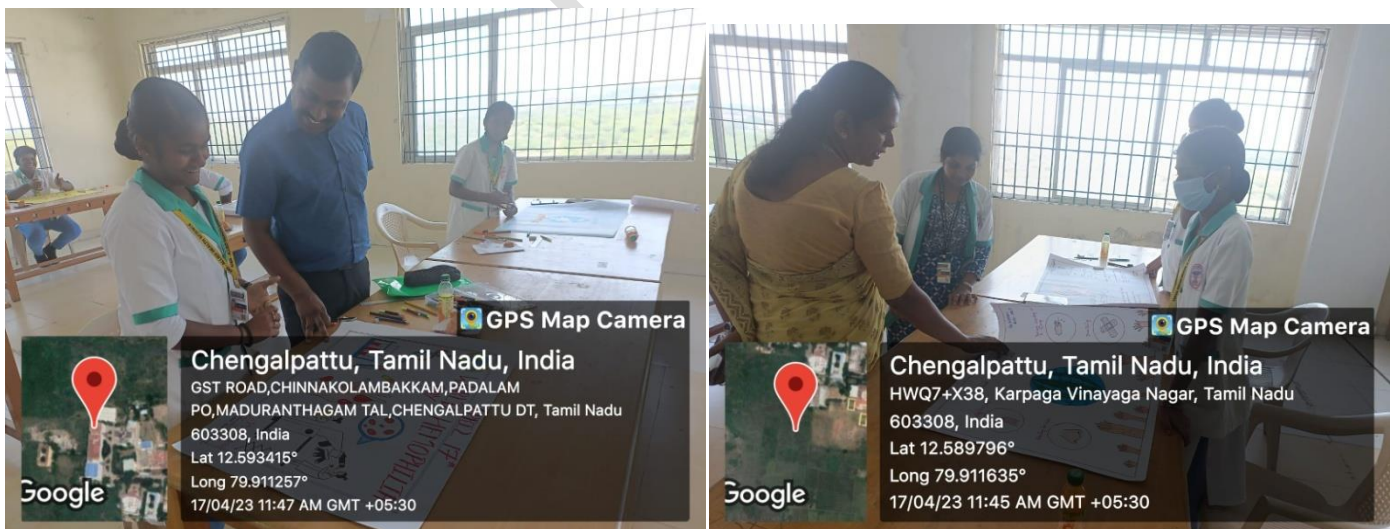 GPS Map Camera
Chengalpattu, Tamil Nadu, India
GST ROAD,CHINNAKOLAMBAKKAM,PADALAM
PO,MADURANTHAGAM TAL,CHENGALPATTU DT, Tamil Nadu
603308, India
Lat 12.593415°
Long 79.911257°
17/04/23 11:47 AM GMT +05:30
Google
GPS Map Camera
Chengalpattu, Tamil Nadu, India
HWQ7+X38, Karpaga Vinayaga Nagar, Tamil Nadu
603308, India
Lat 12.589796°
Long 79.911635°
17/04/23 11:45 AM GMT +05:30
Google